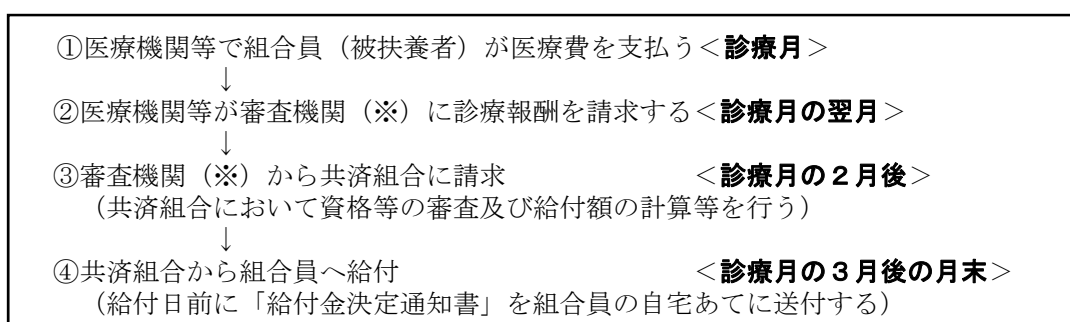 ①医療機関等で組合員（被扶養者）が医療費を支払う＜診療月＞
↓
②医療機関等が審査機関（※）に診療報酬を請求する＜診療月の翌月＞
↓
③審査機関（※）から共済組合に請求　　　　　　　　＜診療月の２月後＞
（共済組合において資格等の審査及び給付額の計算等を行う）
↓
④共済組合から組合員へ給付　　　　　　　　　　　　＜診療月の３月後の月末＞
（給付日前に「給付金決定通知書」を組合員の自宅あてに送付する）